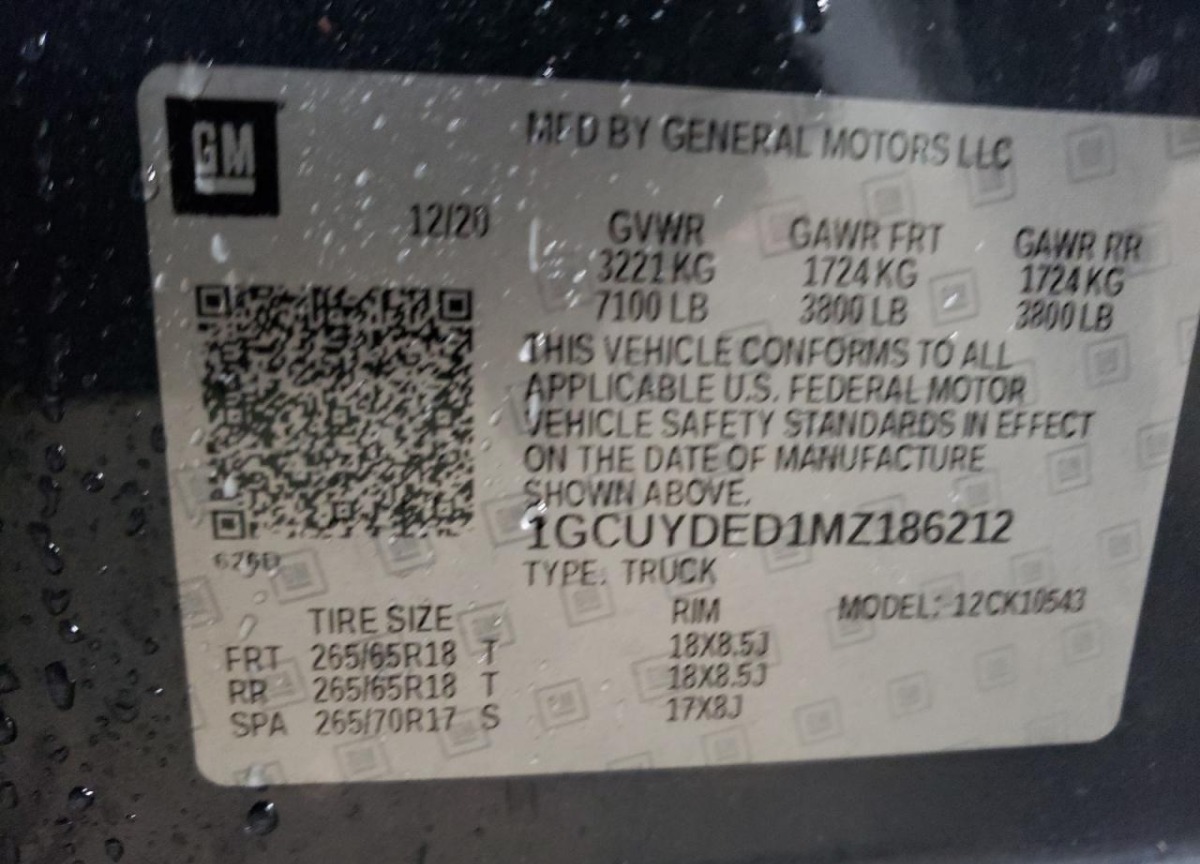 GM
MFD BY GENERAL MOTORS LLC
12/20 GVWR GAWR FRT GAWR RR
3221 KG 1724 KG 1724 KG
7100 LB 3800 LB 3800 LB
THIS VEHICLE CONFORMS TO ALL
APPLICABLE U.S. FEDERAL MOTOR
VEHICLE SAFETY STANDARDS IN EFFECT
ON THE DATE OF MANUFACTURE
SHOWN ABOVE.
1GCUYDED1MZ186212
TYPE: TRUCK
TIRE SIZE RIM MODEL: 12CK10543
FRT 265/65R18 T 18X8.5J
RR 265/65R18 T 18X8.5J
SPA 265/70R17 S 17X8J